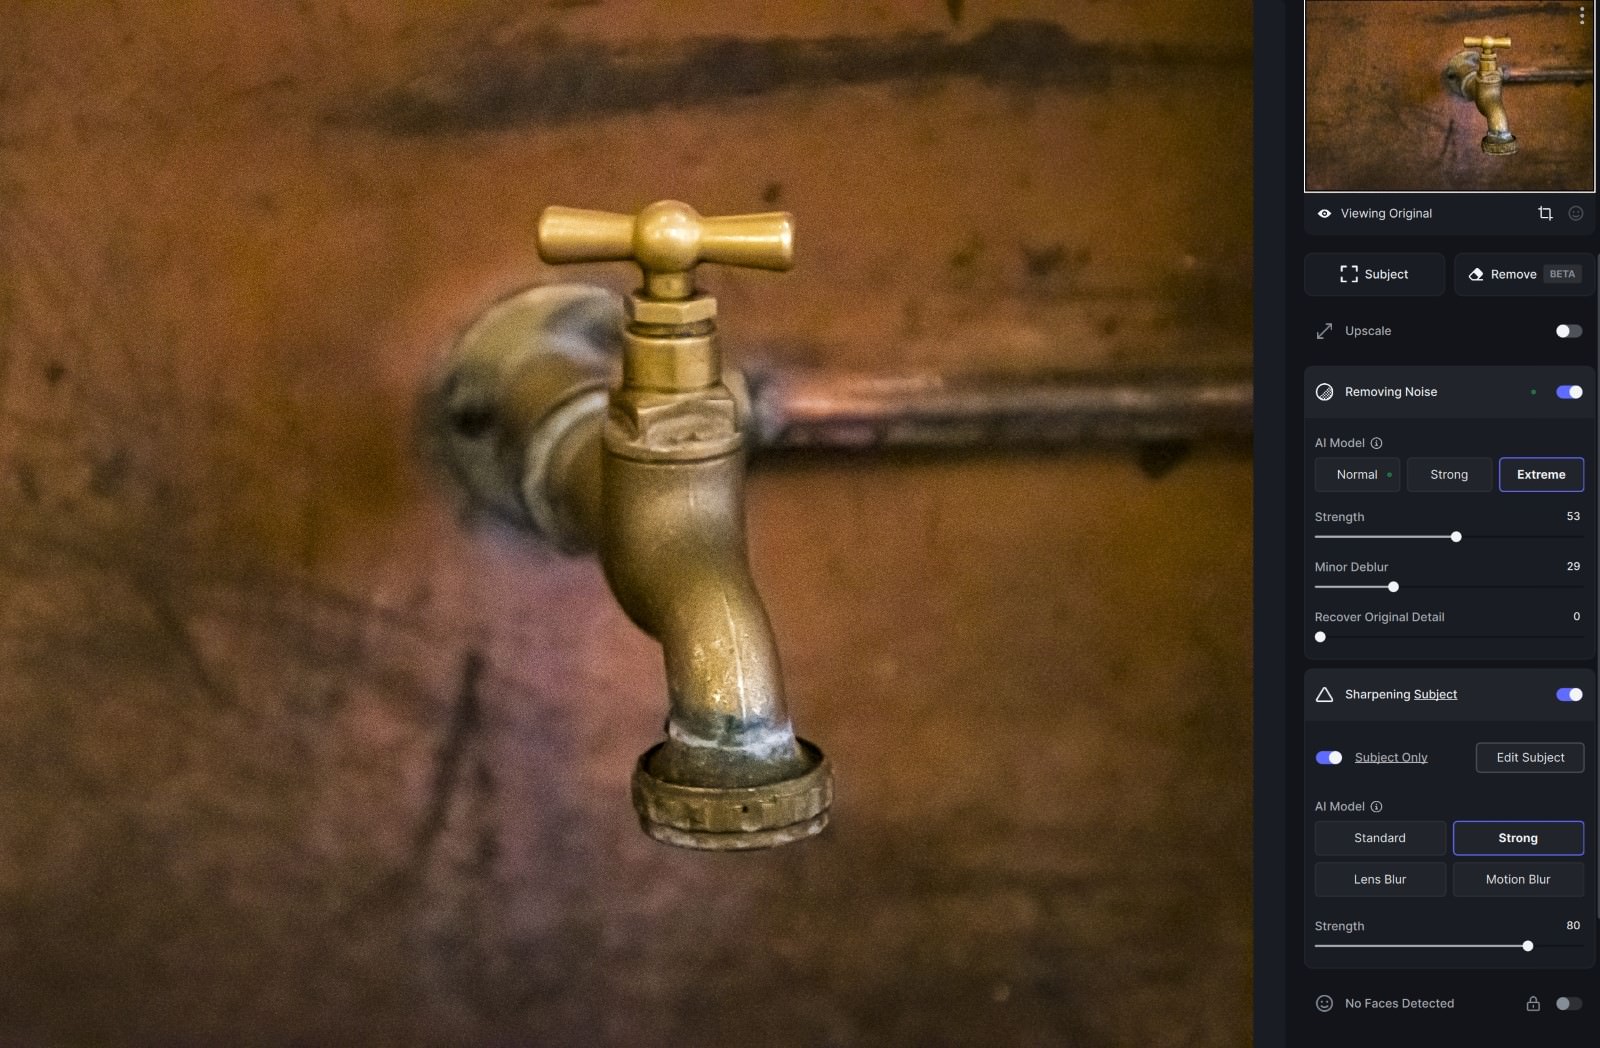 Viewing Original
Subject
Remove BETA
Upscale
Removing Noise
AI Model
Normal Strong Extreme
Strength 53
Minor Deblur 29
Recover Original Detail 0
Sharpening Subject
Subject Only Edit Subject
AI Model
Standard Strong
Lens Blur Motion Blur
Strength 80
No Faces Detected